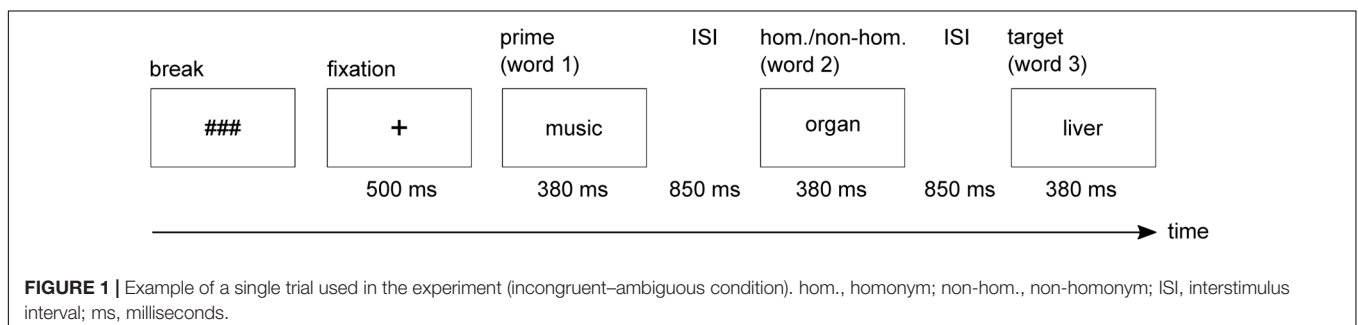 prime ISI hom./non-hom. ISI target
break fixation (word 1) (word 2) (word 3)
### + music organ liver
500 ms 380 ms 850 ms 380 ms 850 ms 380 ms
time
FIGURE 1 | Example of a single trial used in the experiment (incongruent–ambiguous condition). hom., homonym; non-hom., non-homonym; ISI, interstimulus
interval; ms, milliseconds.